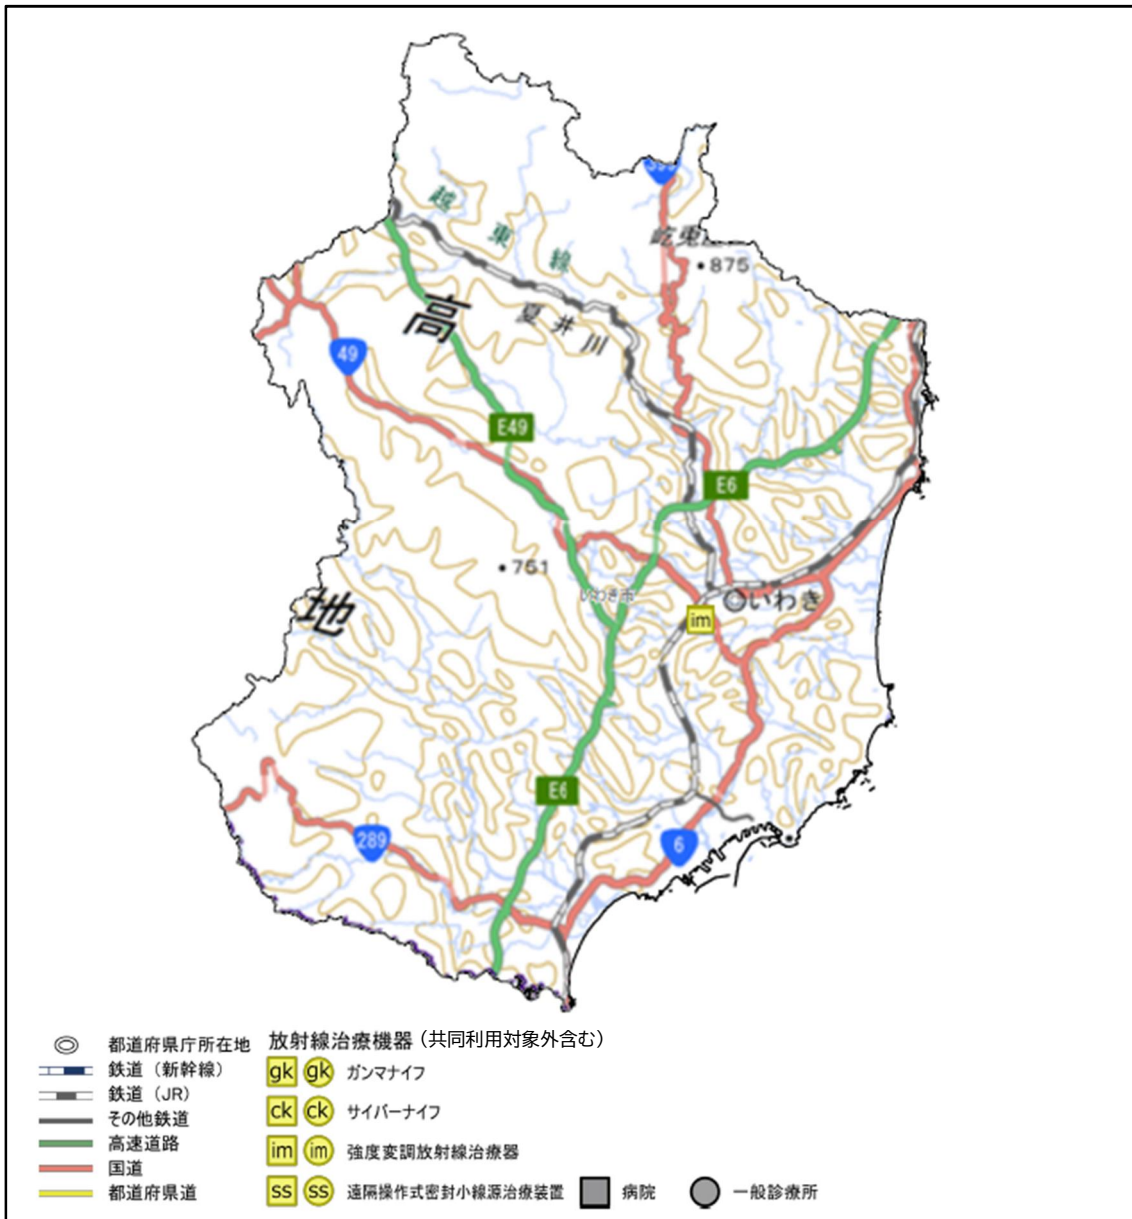 越東線
屹兎
875
高
夏井川
49
E49
E6
751
いわき市
いわき
im
地
E6
289
6
都道府県庁所在地
鉄道（新幹線）
鉄道（JR）
その他鉄道
高速道路
国道
都道府県道
放射線治療機器（共同利用対象外含む）
gk gk ガンマナイフ
ck ck サイバーナイフ
im im 強度変調放射線治療器
ss ss 遠隔操作式密封小線源治療装置
病院
一般診療所